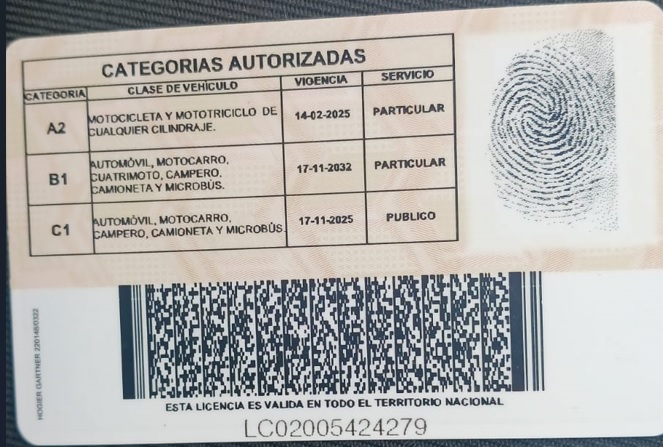 CATEGORIAS AUTORIZADAS
CATEGORIA CLASE DE VEHÍCULO VIGENCIA SERVICIO
A2 MOTOCICLETA Y MOTOTRICICLO DE CUALQUIER CILINDRAJE. 14-02-2025 PARTICULAR
B1 AUTOMÓVIL, MOTOCARRO, CUATRIMOTO, CAMPERO, CAMIONETA Y MICROBÚS. 17-11-2032 PARTICULAR
C1 AUTOMÓVIL, MOTOCARRO, CAMPERO, CAMIONETA Y MICROBÚS. 17-11-2025 PUBLICO
ESTA LICENCIA ES VALIDA EN TODO EL TERRITORIO NACIONAL
LC02005424279